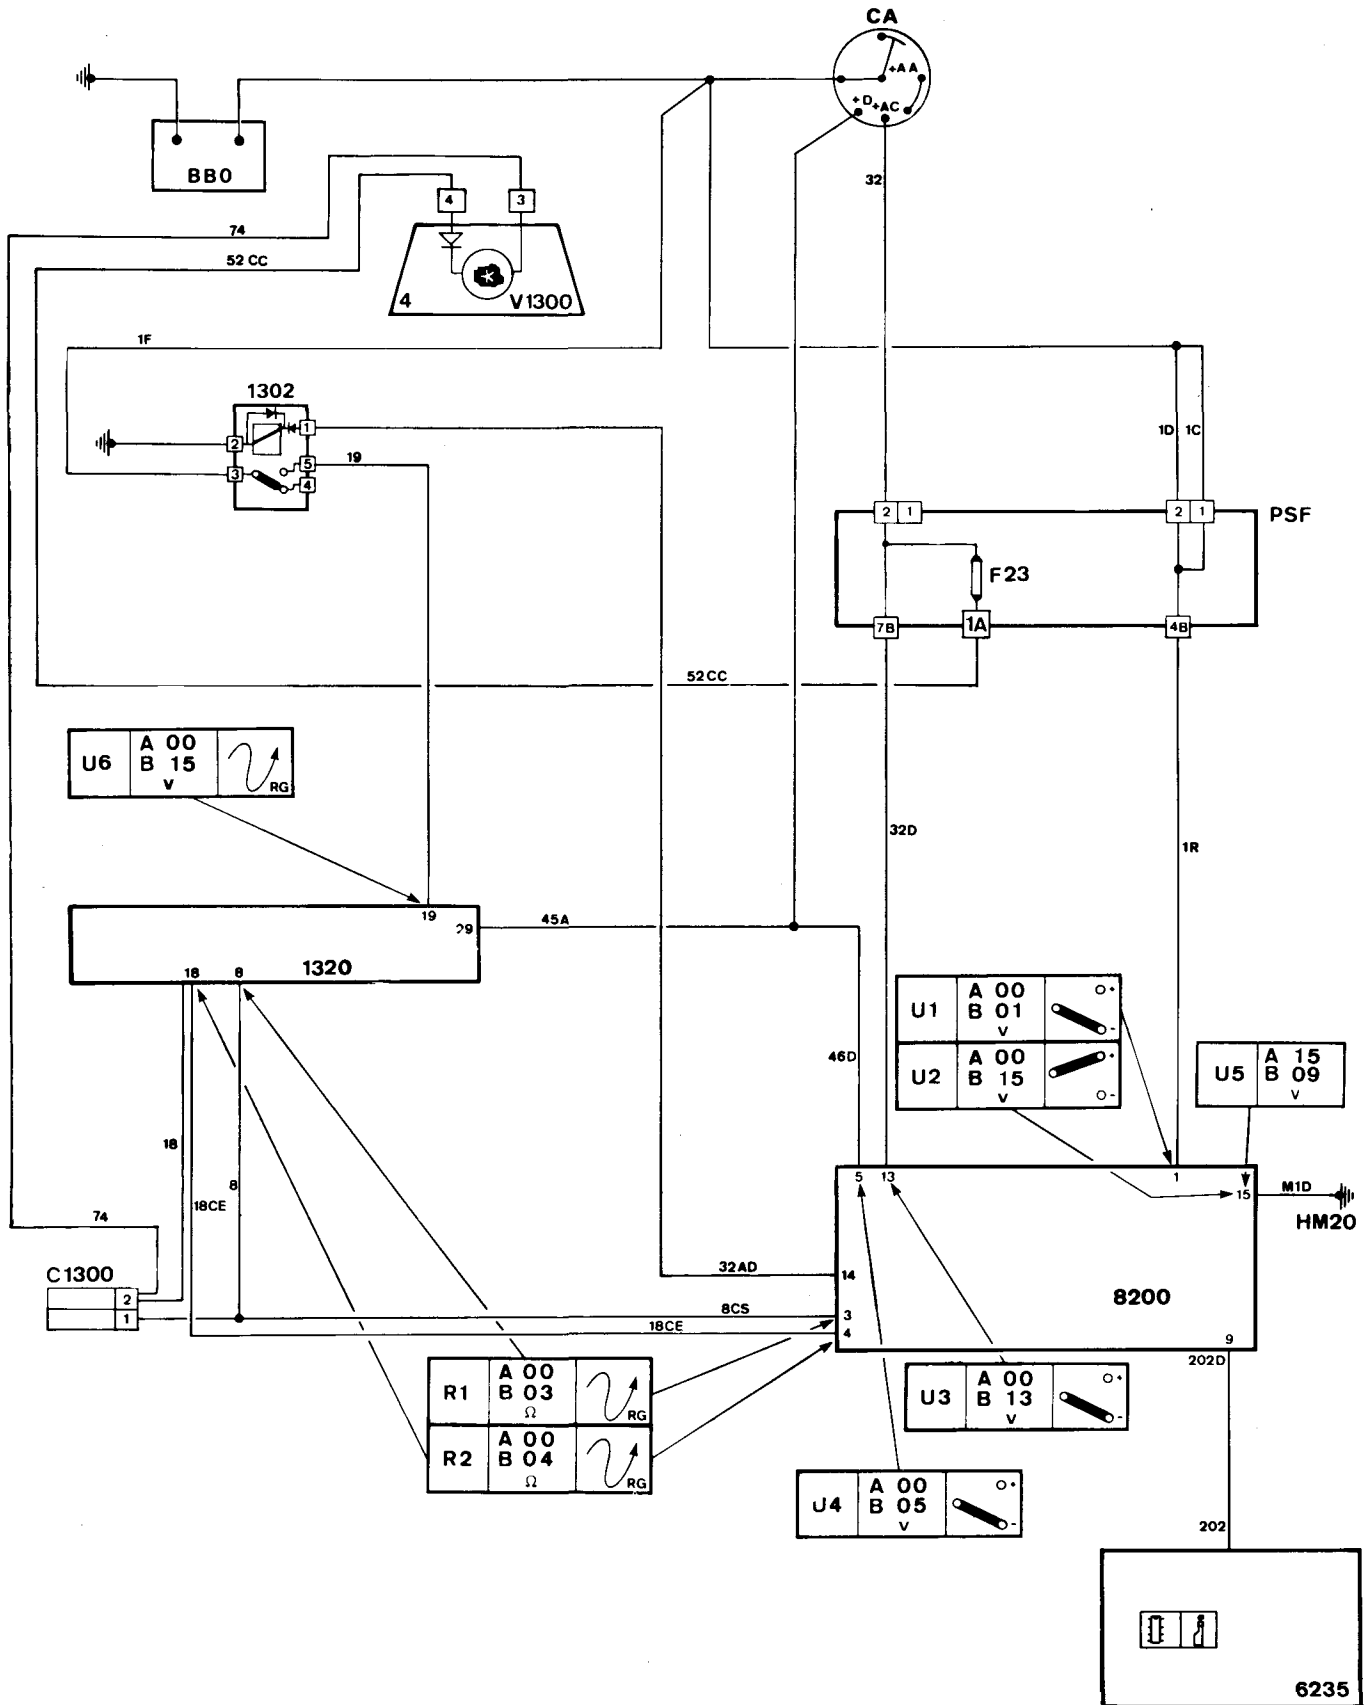 CA
+AA
+D
+AC
BB0
32
4
3
74
52 CC
4
V1300
1F
1302
1
2
5
19
3
4
1D
1C
2
1
2
1
PSF
F23
7B
1A
4B
52CC
U6
A 00
B 15
V
RG
32D
1R
19
29
45A
1320
18
8
U1
A 00
B 01
V
+
-
U2
A 00
B 15
V
+
-
U5
A 15
B 09
V
46D
18
8
18CE
5
13
1
15
M1D
HM20
74
C1300
2
1
32AD
14
8200
8CS
3
18CE
4
9
202D
R1
A 00
B 03
Ω
RG
R2
A 00
B 04
Ω
RG
U3
A 00
B 13
V
+
-
U4
A 00
B 05
V
+
-
202
6235